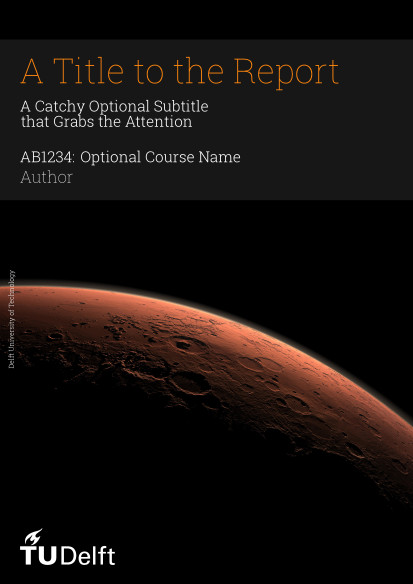 A Title to the Report
A Catchy Optional Subtitle
that Grabs the Attention
AB1234: Optional Course Name
Author
Delft University of Technology
TUDelft